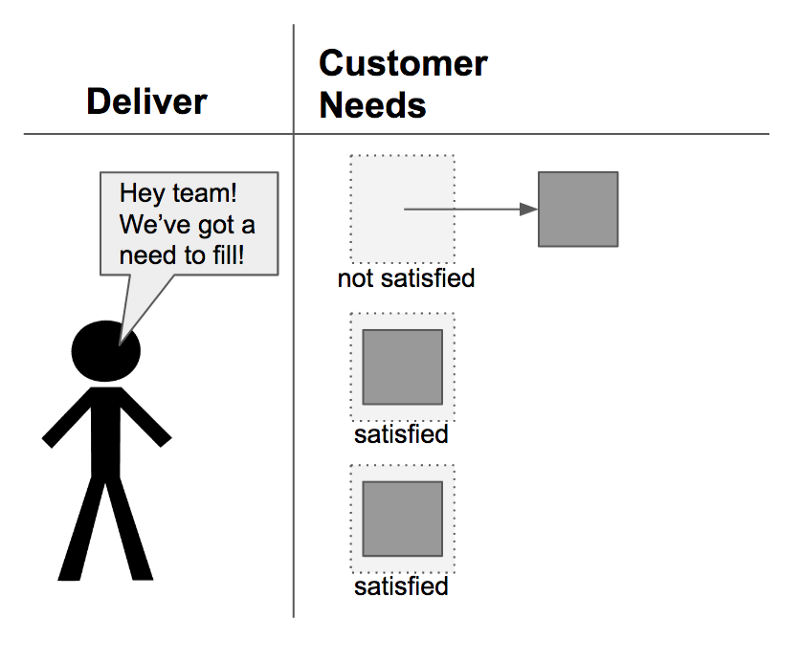 Deliver
Customer
Needs
Hey team!
We've got a
need to fill!
not satisfied
satisfied
satisfied